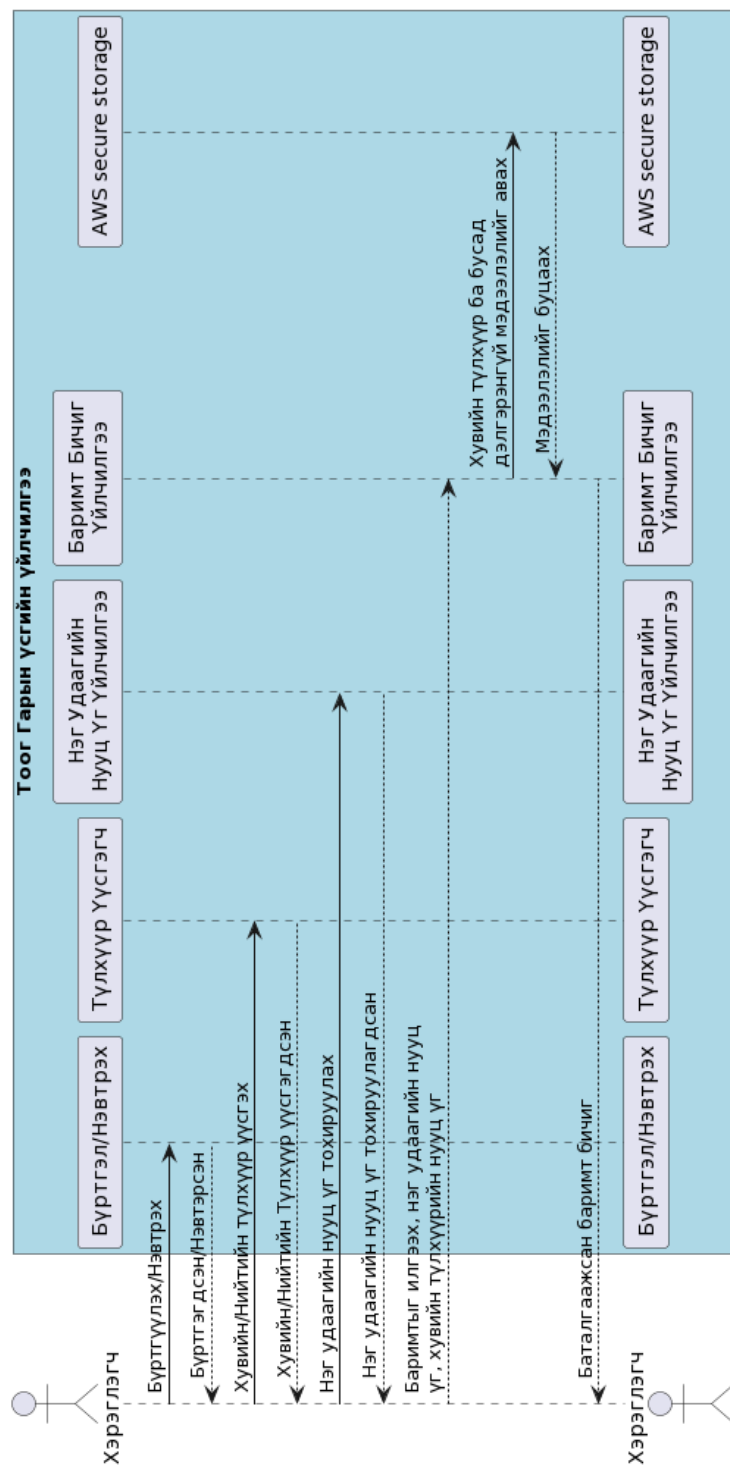 Тоог Гарын үсгийн үйлчилгээ
Хэрэглэгч
Бүртгэл/Нэвтрэх
Түлхүүр Үүсгэгч
Нэг Удаагийн
Нууц Үг Үйлчилгээ
Баримт Бичиг
Үйлчилгээ
AWS secure storage
Бүртгүүлэх/Нэвтрэх
Бүртгэгдсэн/Нэвтэрсэн
Хувийн/Нийтийн түлхүүр үүсгэх
Хувийн/Нийтийн Түлхүүр үүсгэгдсэн
Нэг удаагийн нууц үг тохируулах
Нэг удаагийн нууц үг тохируулагдсан
Баримтыг илгээх, нэг удаагийн нууц
үг, хувийн түлхүүрийн нууц үг
Хувийн түлхүүр ба бусад
дэлгэрэнгүй мэдээлэлийг авах
Мэдээлэлийг буцаах
Баталгаажсан баримт бичиг
Хэрэглэгч
Бүртгэл/Нэвтрэх
Түлхүүр Үүсгэгч
Нэг Удаагийн
Нууц Үг Үйлчилгээ
Баримт Бичиг
Үйлчилгээ
AWS secure storage